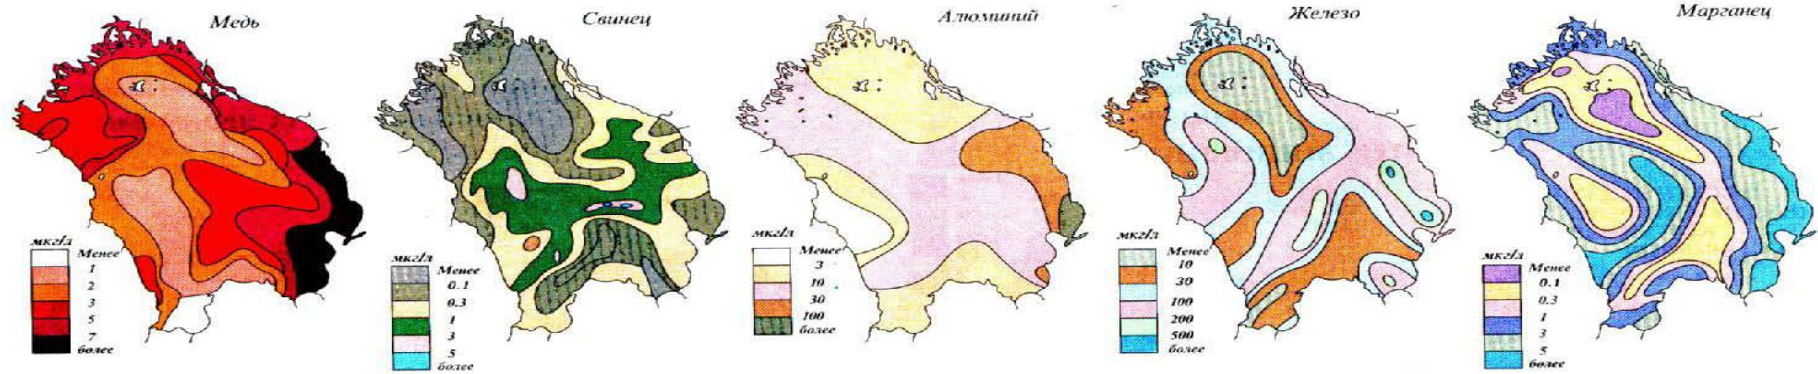 Медь
мкг/л
Менее
1
2
3
5
7
более
Свинец
мкг/л
Менее
0.1
0.3
1
3
5
более
Алюминий
мкг/л
Менее
3
10
30
100
более
Железо
мкг/л
Менее
10
30
100
200
500
более
Марганец
мкг/л
Менее
0.1
0.3
1
3
5
более